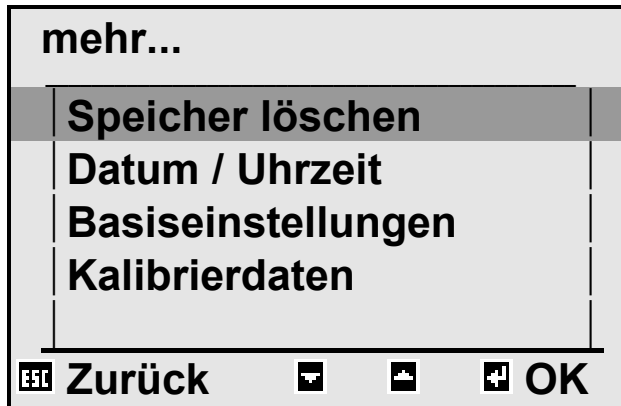 mehr...
Speicher löschen
Datum / Uhrzeit
Basiseinstellungen
Kalibrierdaten
ESC Zurück OK